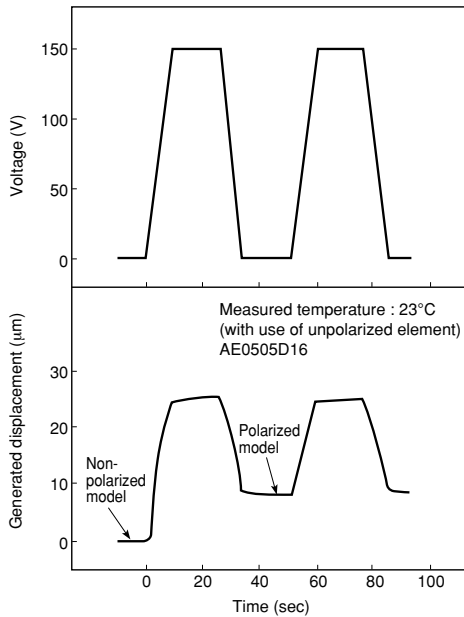 Voltage (V)
150
100
50
0
Generated displacement (µm)
Measured temperature : 23°C
(with use of unpolarized element)
AE0505D16
30
20
10
0
Non-
polarized
model
Polarized
model
0
20
40
60
80
100
Time (sec)